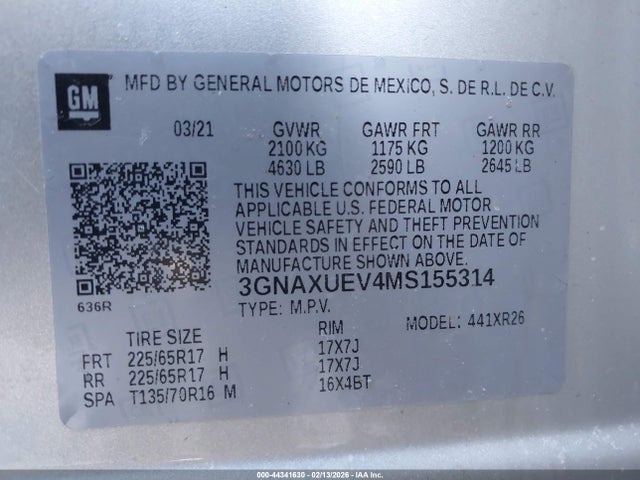 GM MFD BY GENERAL MOTORS DE MEXICO, S. DE R.L. DE C.V.
03/21 GVWR GAWR FRT GAWR RR
2100 KG 1175 KG 1200 KG
4630 LB 2590 LB 2645 LB
THIS VEHICLE CONFORMS TO ALL
APPLICABLE U.S. FEDERAL MOTOR
VEHICLE SAFETY AND THEFT PREVENTION
STANDARDS IN EFFECT ON THE DATE
OF MANUFACTURE SHOWN ABOVE.
3GNAXUEV4MS155314
636R TYPE: M.P.V. MODEL: 441XR26
TIRE SIZE RIM
FRT 225/65R17 H 17X7J
RR 225/65R17 H 17X7J
SPA T135/70R16 M 16X4BT
000-44341630 - 02/13/2026 - IAA Inc.